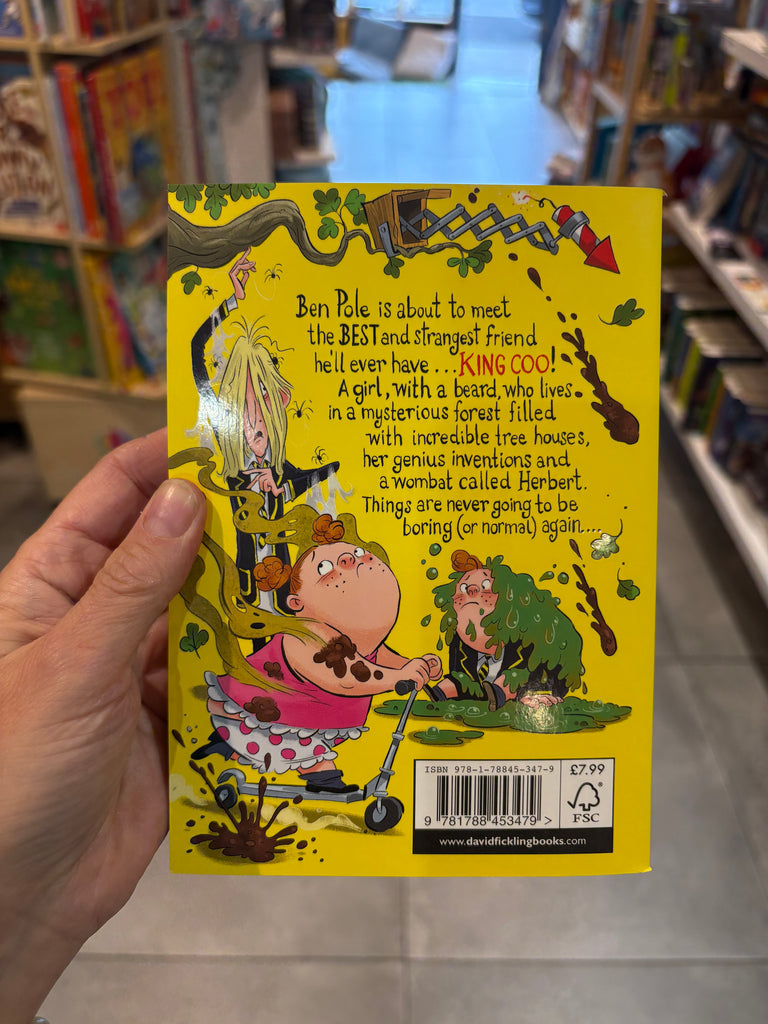 Ben Pole is about to meet
the BEST and strangest friend
he'll ever have ... KING COO!
A girl, with a beard, who lives
in a mysterious forest filled
with incredible tree houses,
her genius inventions and
a wombat called Herbert.
Things are never going to be
boring (or normal) again....
ISBN 978-1-78845-347-9
£7.99
9 781788 453479 >
FSC
www.davidficklingbooks.com